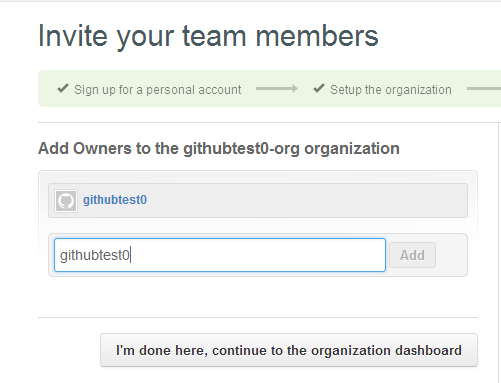 Invite your team members
✔ Sign up for a personal account ✔ Setup the organization
Add Owners to the githubtest0-org organization
githubtest0
githubtest0 Add
I'm done here, continue to the organization dashboard